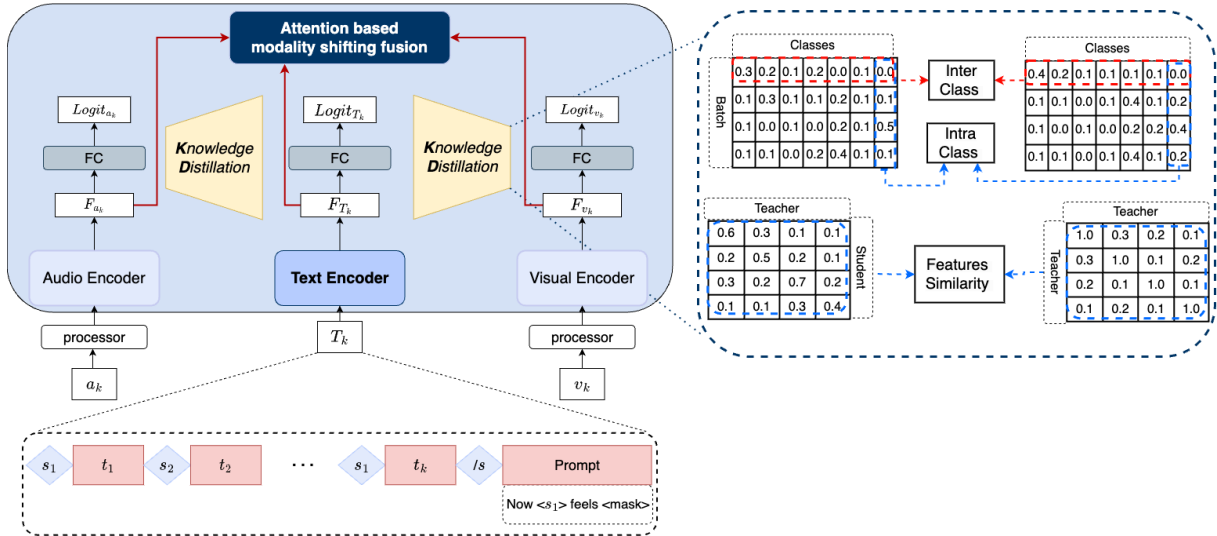 Attention based
modality shifting fusion
Logit_{a_k}
Logit_{T_k}
Logit_{v_k}
Knowledge
Distillation
Knowledge
Distillation
FC
FC
FC
F_{a_k}
F_{T_k}
F_{v_k}
Audio Encoder
Text Encoder
Visual Encoder
processor
T_k
processor
a_k
v_k
s_1 t_1 s_2 t_2 ... s_1 t_k /s Prompt
Now <s_1> feels <mask>
Classes
Batch
0.3 0.2 0.1 0.2 0.0 0.1 0.0
0.1 0.3 0.1 0.1 0.2 0.1 0.1
0.1 0.0 0.1 0.0 0.2 0.1 0.5
0.1 0.1 0.0 0.2 0.4 0.1 0.1
Inter
Class
Intra
Class
Classes
0.4 0.2 0.1 0.1 0.1 0.1 0.0
0.1 0.1 0.0 0.1 0.4 0.1 0.2
0.1 0.0 0.1 0.0 0.2 0.2 0.4
0.1 0.1 0.0 0.1 0.4 0.1 0.2
Teacher
Student
0.6 0.3 0.1 0.1
0.2 0.5 0.2 0.1
0.3 0.2 0.7 0.2
0.1 0.1 0.3 0.4
Features
Similarity
Teacher
Teacher
1.0 0.3 0.2 0.1
0.3 1.0 0.1 0.2
0.2 0.1 1.0 0.1
0.1 0.2 0.1 1.0